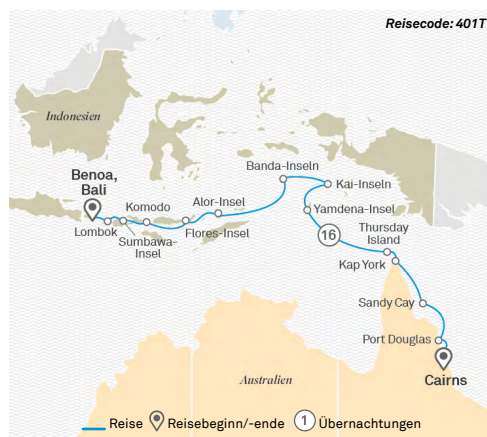 Reisecode: 401T
Indonesien
Banda-Inseln
Kai-Inseln
Benoa,
Bali
Komodo
Alor-Insel
Yamdena-Insel
Lombok
Sumbawa-
Insel
Flores-Insel
16
Thursday
Island
Kap York
Sandy Cay
Port Douglas
Cairns
Australien
Reise Reisebeginn/-ende 1 Übernachtungen